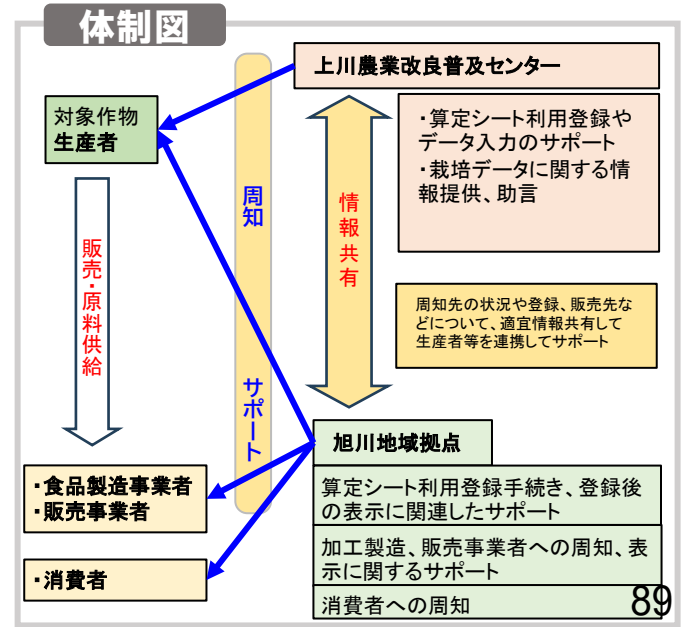 体制図
上川農業改良普及センター
対象作物
生産者
・算定シート利用登録や
データ入力のサポート
・栽培データに関する情
報提供、助言
周知
情報共有
販売・原料供給
周知先の状況や登録、販売先な
どについて、適宜情報共有して
生産者等を連携してサポート
サポート
旭川地域拠点
・食品製造事業者
・販売事業者
算定シート利用登録手続き、登録後
の表示に関連したサポート
加工製造、販売事業者への周知、表
示に関するサポート
・消費者
消費者への周知
89